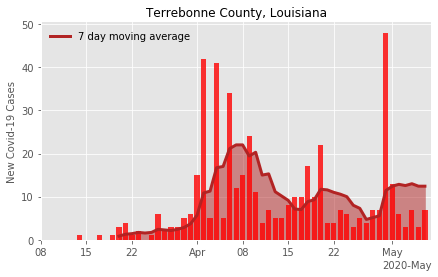 Terrebonne County, Louisiana
7 day moving average
New Covid-19 Cases
50
40
30
20
10
0
08 15 22 Apr 08 15 22 May
2020-May